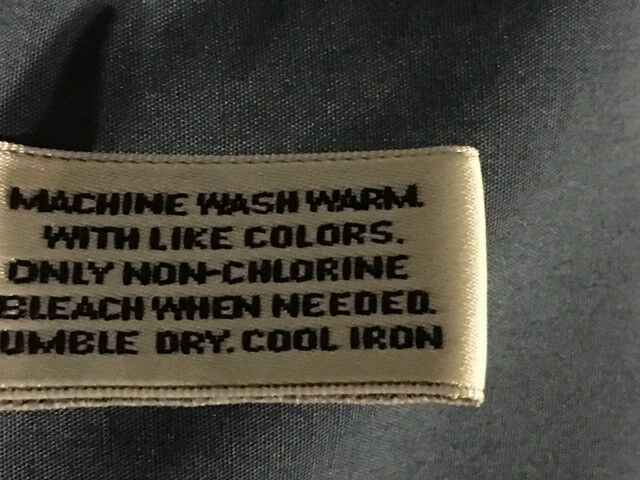 MACHINE WASH WARM.
WITH LIKE COLORS.
ONLY NON-CHLORINE
BLEACH WHEN NEEDED.
UMBLE DRY. COOL IRON